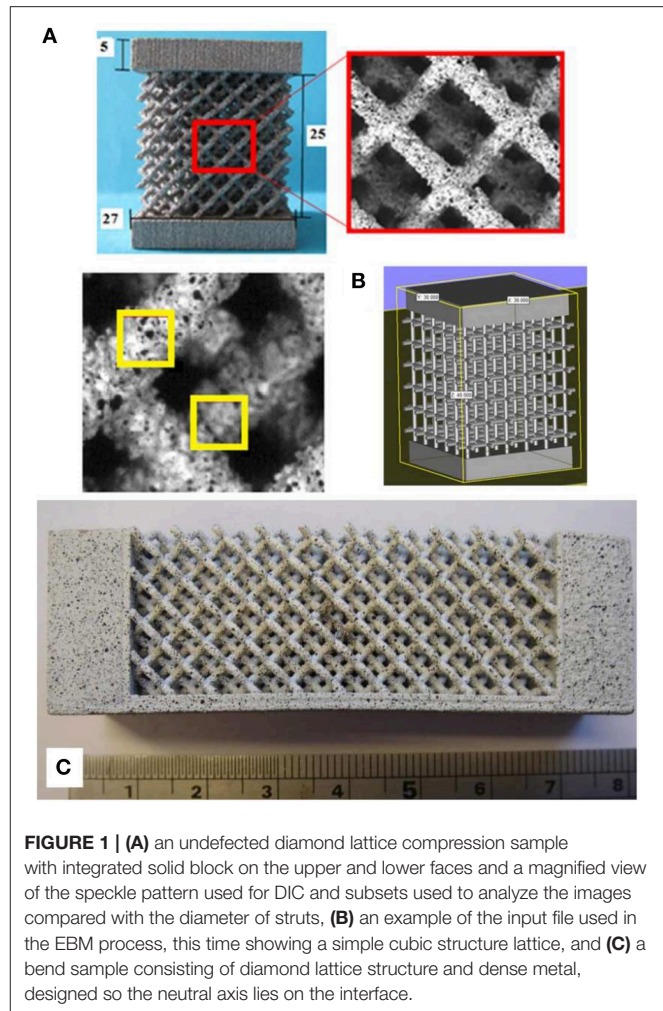 A
5
25
27
B
Y: 30.000
X: 30.000
C
1 2 3 4 5 6 7 8
FIGURE 1 | (A) an undefected diamond lattice compression sample
with integrated solid block on the upper and lower faces and a magnified view
of the speckle pattern used for DIC and subsets used to analyze the images
compared with the diameter of struts, (B) an example of the input file used in
the EBM process, this time showing a simple cubic structure lattice, and (C) a
bend sample consisting of diamond lattice structure and dense metal,
designed so the neutral axis lies on the interface.